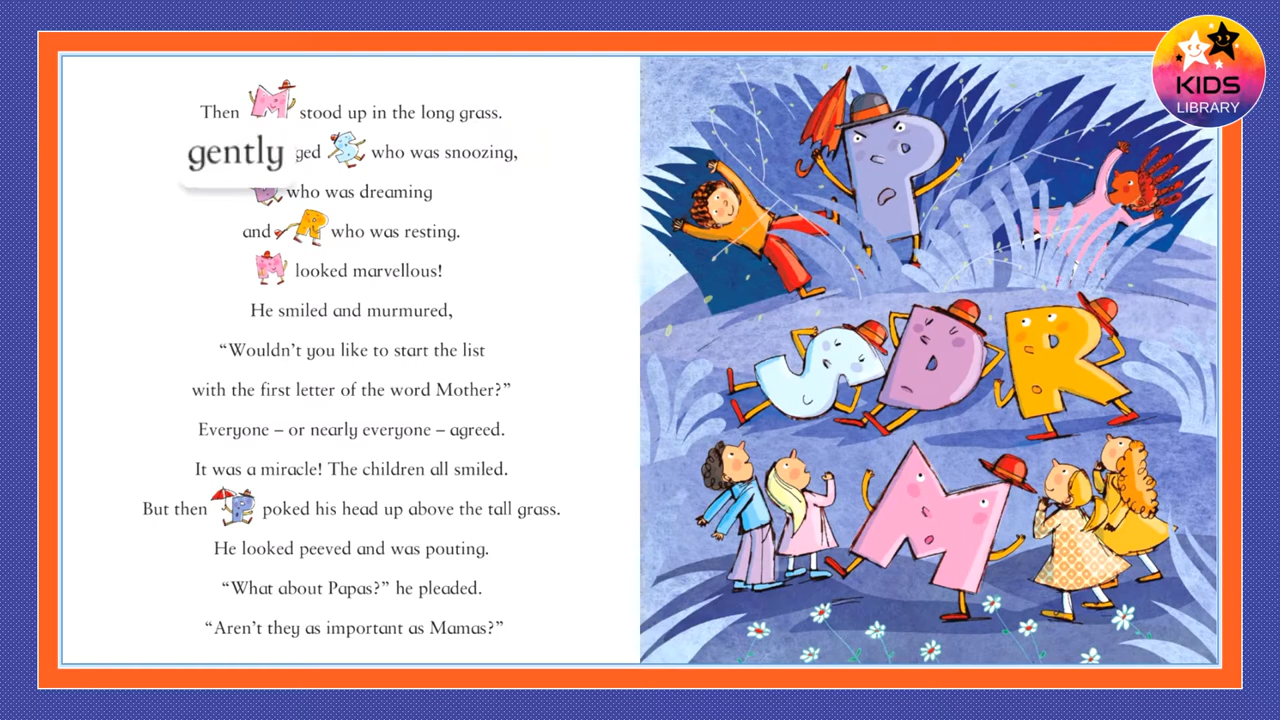 Then M stood up in the long grass.
gently ged S who was snoozing,
D who was dreaming
and R who was resting.
M looked marvellous!
He smiled and murmured,
“Wouldn’t you like to start the list
with the first letter of the word Mother?”
Everyone – or nearly everyone – agreed.
It was a miracle! The children all smiled.
But then P poked his head up above the tall grass.
He looked peeved and was pouting.
“What about Papas?” he pleaded.
“Aren’t they as important as Mamas?”
P
S D R
M
KIDS
LIBRARY